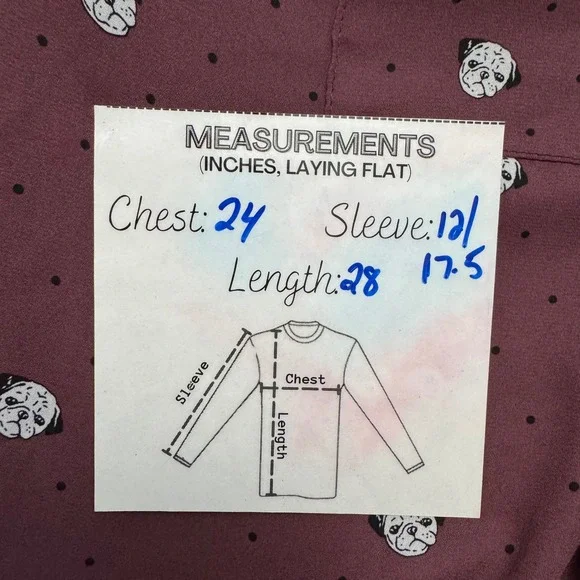 MEASUREMENTS
(INCHES, LAYING FLAT)
Chest: 24 Sleeve: 12/
17.5
Length: 28
Sleeve
Chest
Length